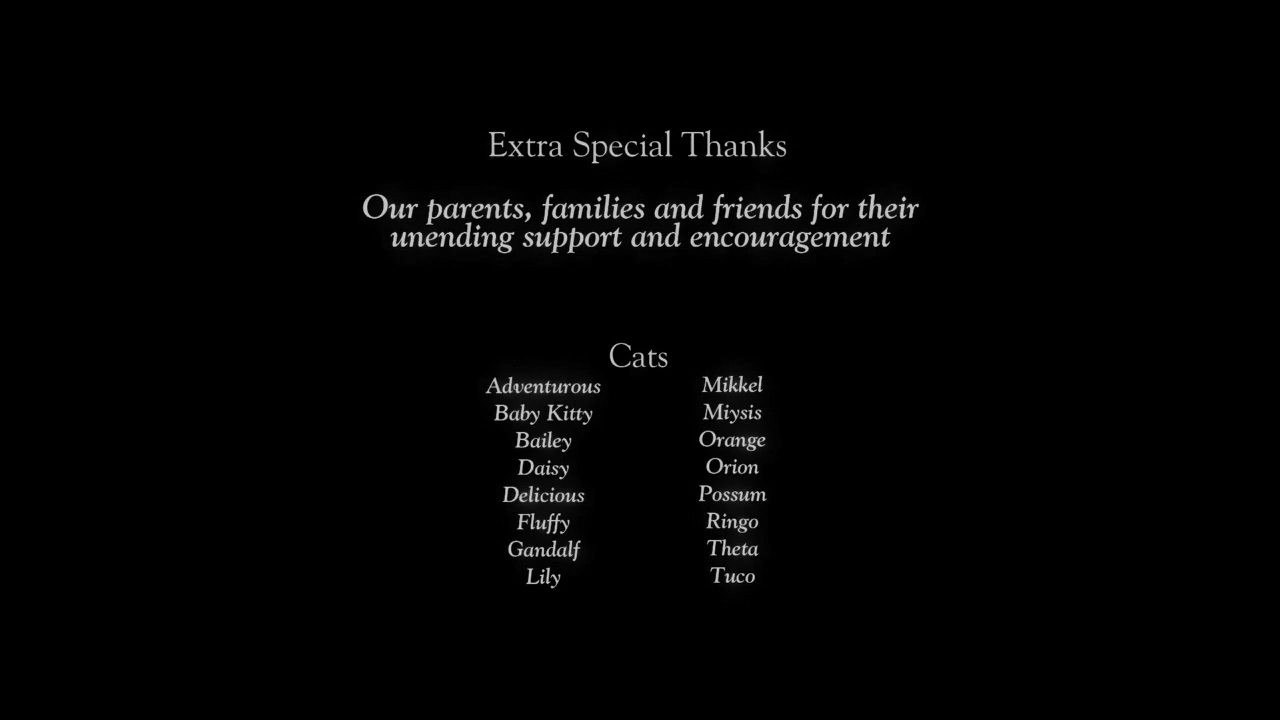 Extra Special Thanks
Our parents, families and friends for their
unending support and encouragement
Cats
Adventurous
Baby Kitty
Bailey
Daisy
Delicious
Fluffy
Gandalf
Lily
Mikkel
Miysis
Orange
Orion
Possum
Ringo
Theta
Tuco